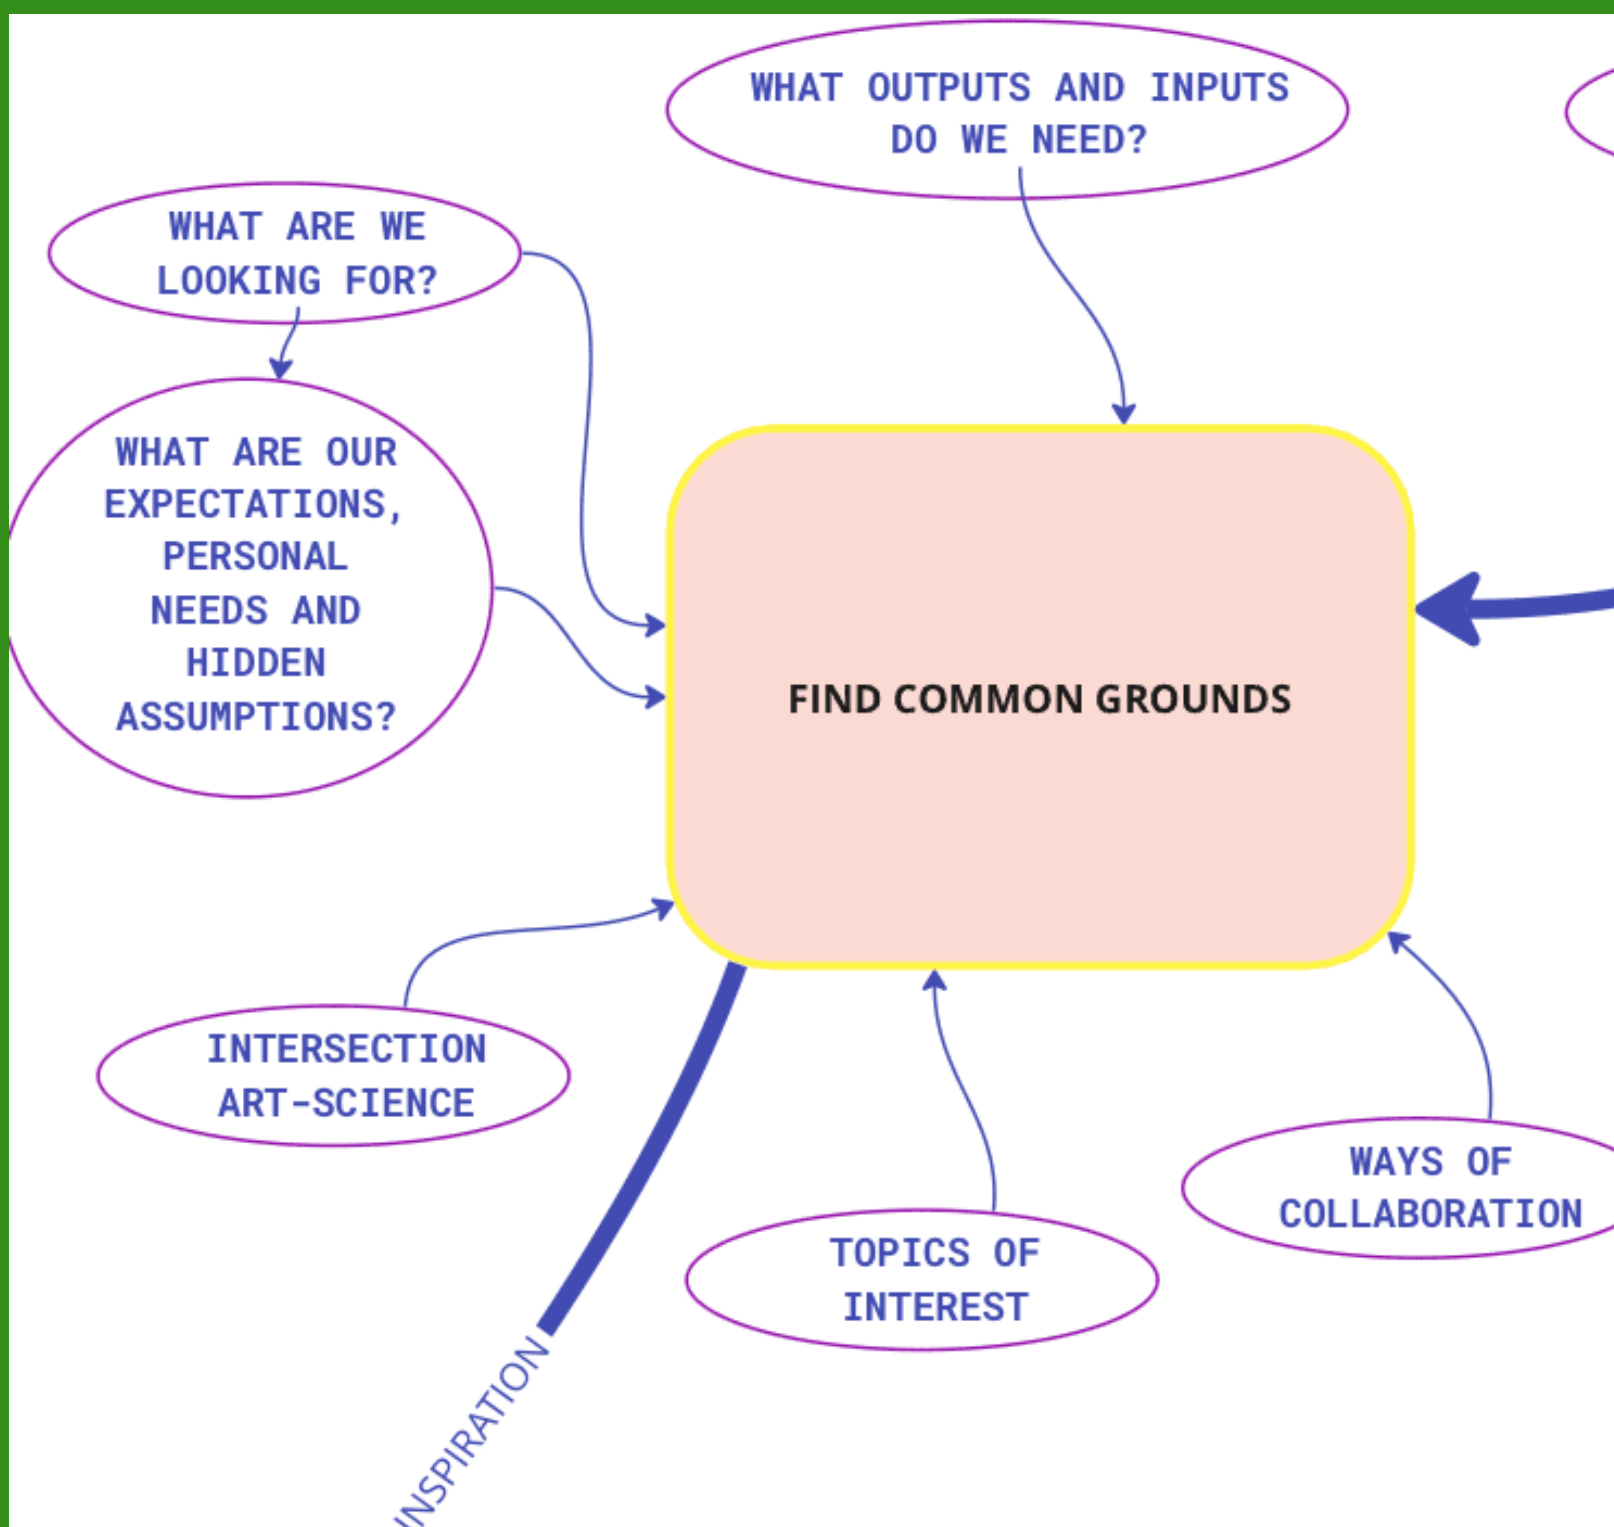 WHAT OUTPUTS AND INPUTS
DO WE NEED?
WHAT ARE WE
LOOKING FOR?
WHAT ARE OUR
EXPECTATIONS,
PERSONAL
NEEDS AND
HIDDEN
ASSUMPTIONS?
FIND COMMON GROUNDS
INTERSECTION
ART-SCIENCE
WAYS OF
COLLABORATION
TOPICS OF
INTEREST
INSPIRATION